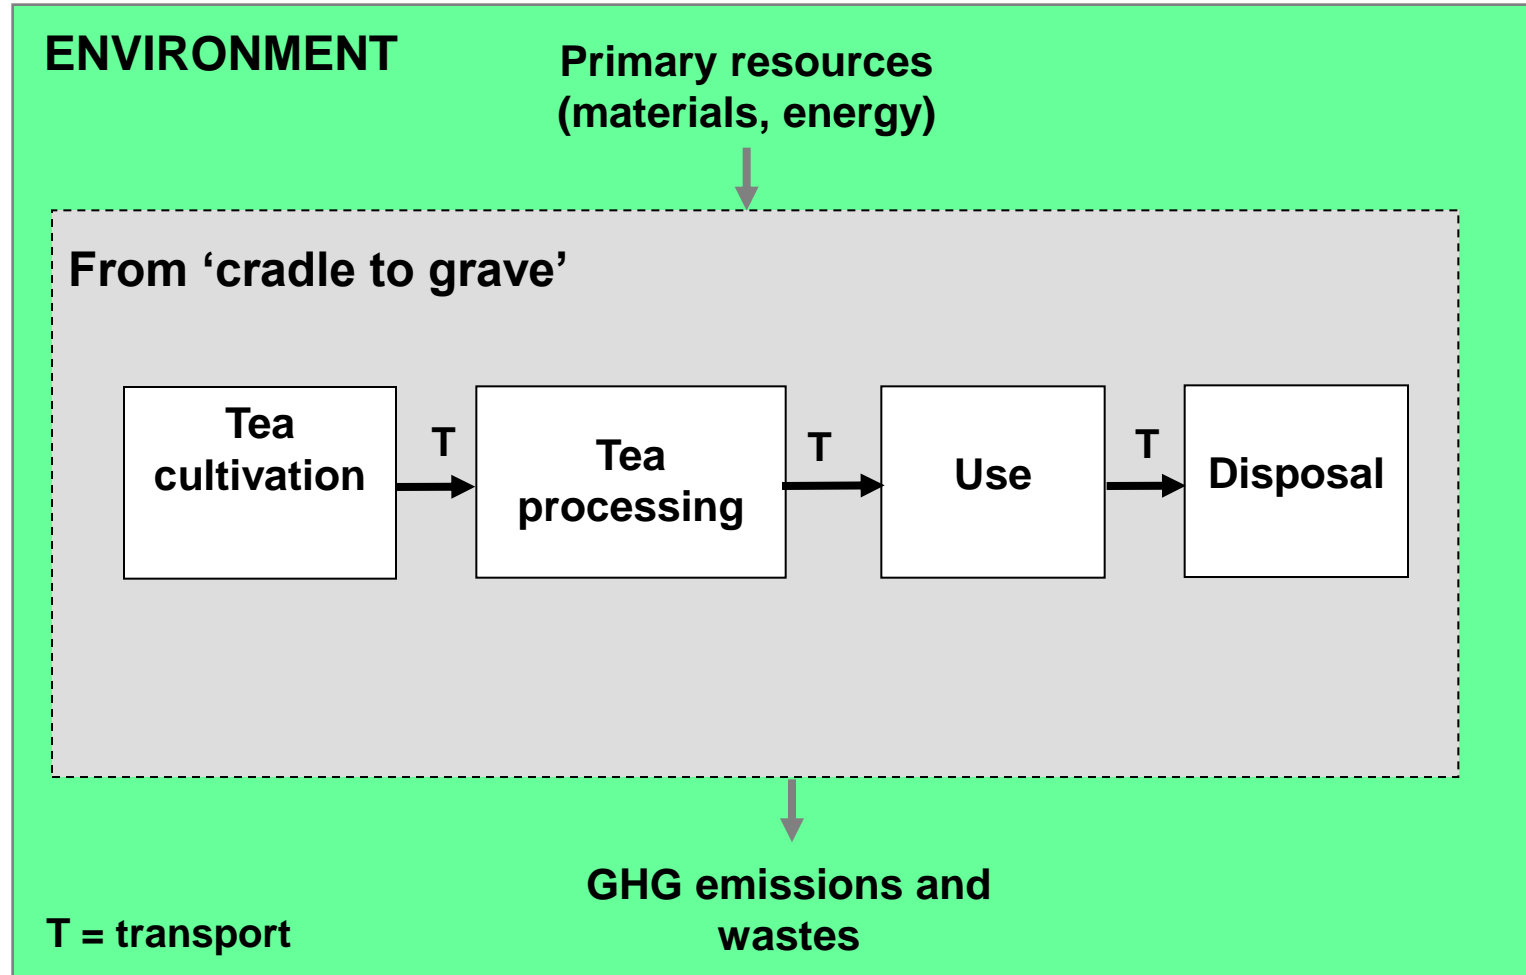 ENVIRONMENT
Primary resources
(materials, energy)
From ‘cradle to grave’
Tea
cultivation
T
Tea
processing
T
Use
T
Disposal
GHG emissions and
wastes
T = transport